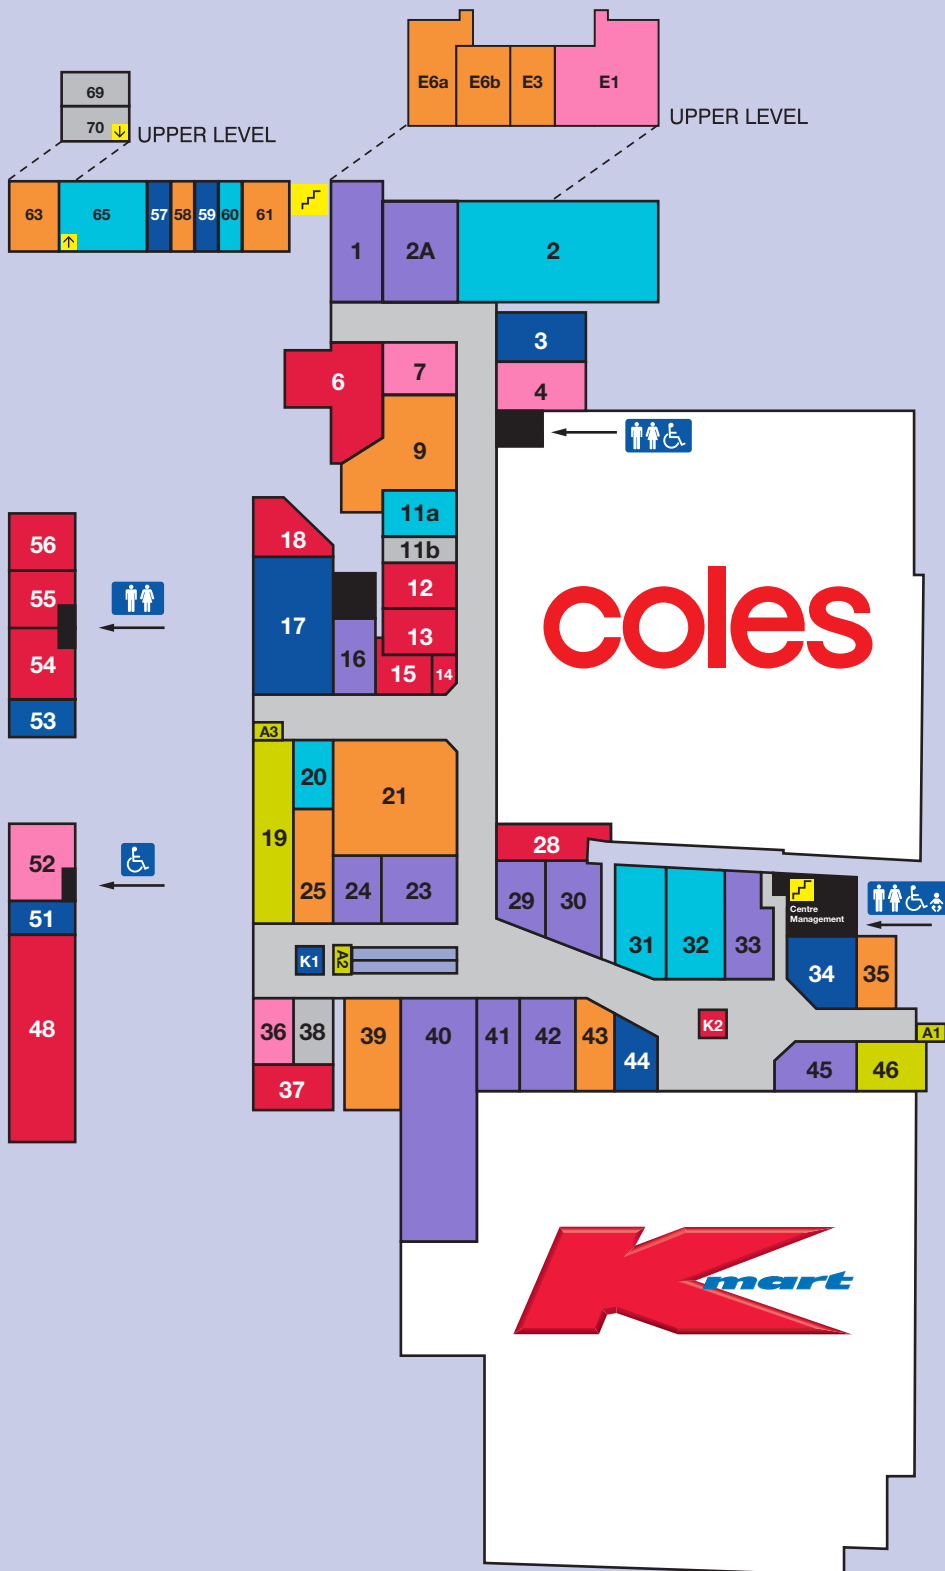 E6a E6b E3 E1
UPPER LEVEL
69
70
UPPER LEVEL
63 65 57 58 59 60 61
1 2A 2
3
4
6 7
9
11a
11b
12
13
14
15
16
17
18
coles
56
55
54
53
A3
19 20 21
25 24 23
28
29 30 31 32 33
Centre
Management
34 35
52
51
48
K1 A2
K2
A1
36 38 39 40 41 42 43 44
37
45 46
Kmart